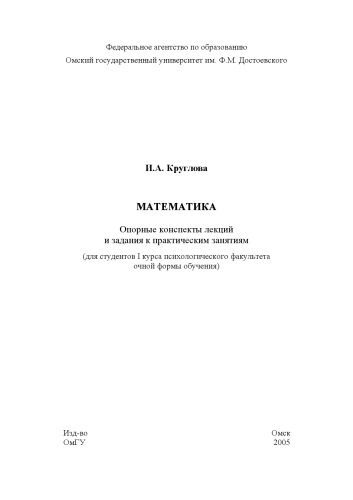 Федеральное агентство по образованию
Омский государственный университет им. Ф.М. Достоевского
И.А. Круглова
МАТЕМАТИКА
Опорные конспекты лекций
и задания к практическим занятиям
(для студентов I курса психологического факультета
очной формы обучения)
Изд-во Омск
ОмГУ 2005